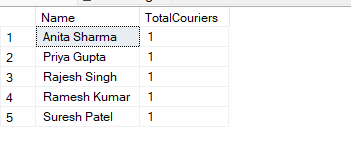 Name TotalCouriers
1 Anita Sharma 1
2 Priya Gupta 1
3 Rajesh Singh 1
4 Ramesh Kumar 1
5 Suresh Patel 1